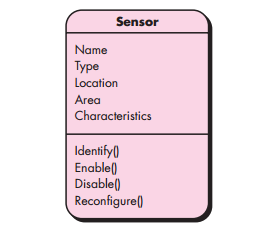 Sensor
Name
Type
Location
Area
Characteristics
Identify()
Enable()
Disable()
Reconfigure()